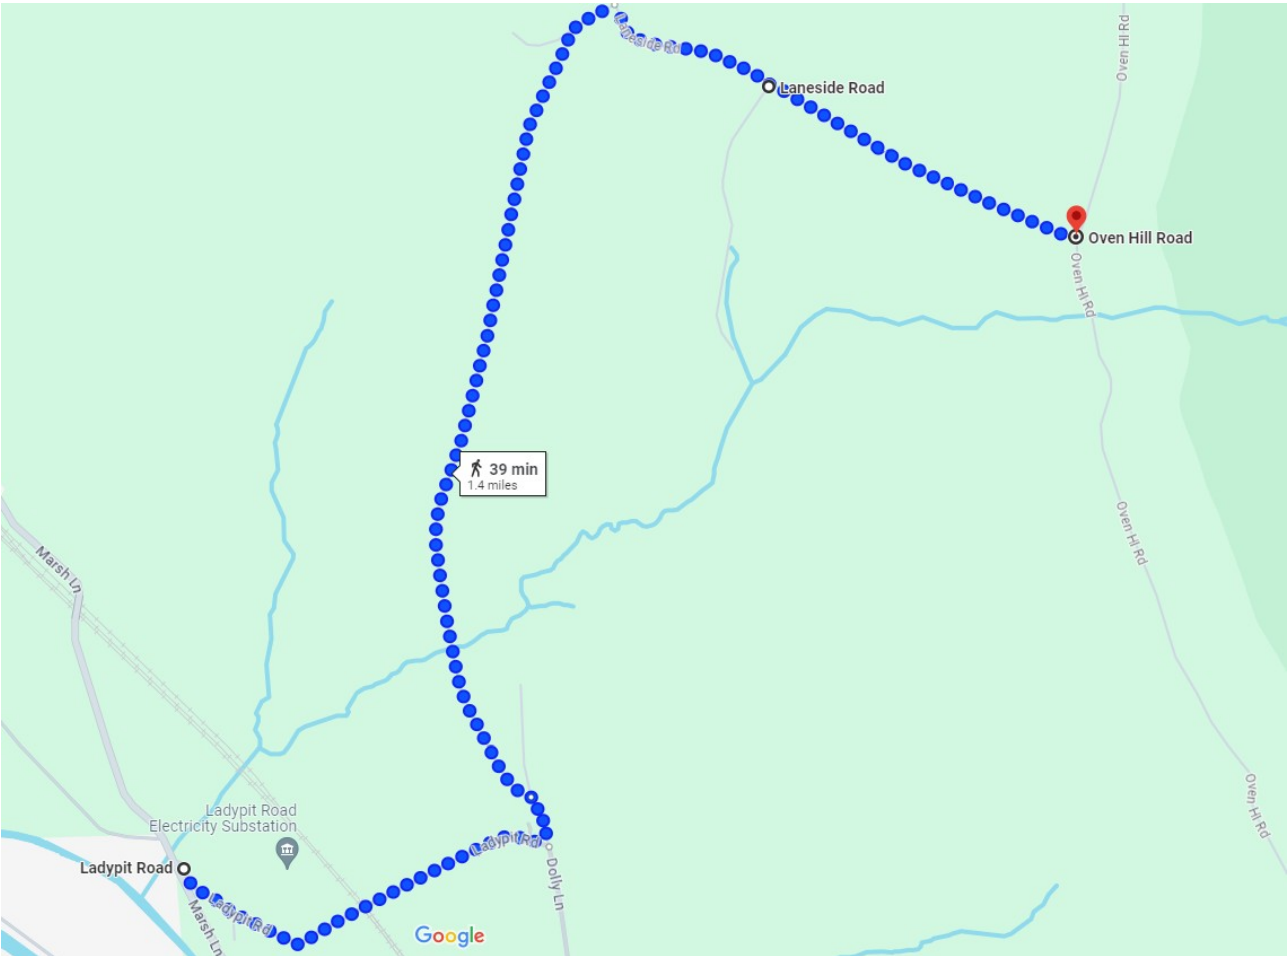 Laneside Rd
Oven Hl Rd
Laneside Road
Oven Hill Road
Oven Hl Rd
39 min
1.4 miles
Marsh Ln
Oven Hl Rd
Oven Hl Rd
Ladypit Road
Electricity Substation
Ladypit Rd
Ladypit Road
Dolly Ln
Ladypit Rd
Marsh Ln
Google